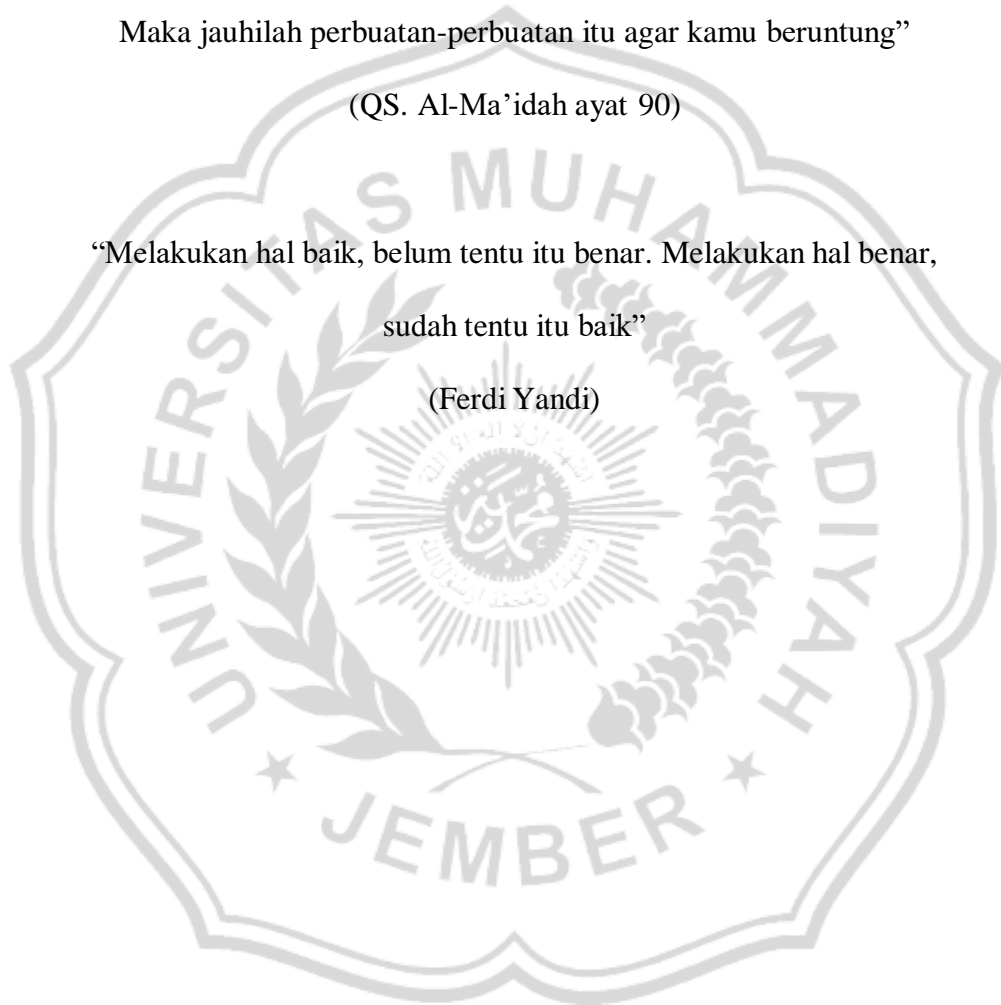 Maka jauhilah perbuatan-perbuatan itu agar kamu beruntung”
(QS. Al-Ma’idah ayat 90)
“Melakukan hal baik, belum tentu itu benar. Melakukan hal benar,
sudah tentu itu baik”
(Ferdi Yandi)
UNIVERSITAS MUHAMMADIYAH
JEMBER